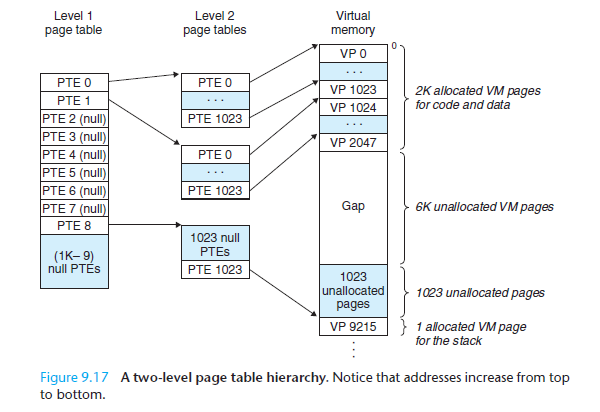 Level 1
page table
Level 2
page tables
Virtual
memory
0
PTE 0
PTE 1
PTE 2 (null)
PTE 3 (null)
PTE 4 (null)
PTE 5 (null)
PTE 6 (null)
PTE 7 (null)
PTE 8
(1K– 9)
null PTEs
PTE 0
. . .
PTE 1023
PTE 0
. . .
PTE 1023
1023 null
PTEs
PTE 1023
VP 0
. . .
VP 1023
VP 1024
. . .
VP 2047
Gap
1023
unallocated
pages
VP 9215
. . .
2K allocated VM pages
for code and data
6K unallocated VM pages
1023 unallocated pages
1 allocated VM page
for the stack
Figure 9.17 A two-level page table hierarchy. Notice that addresses increase from top
to bottom.